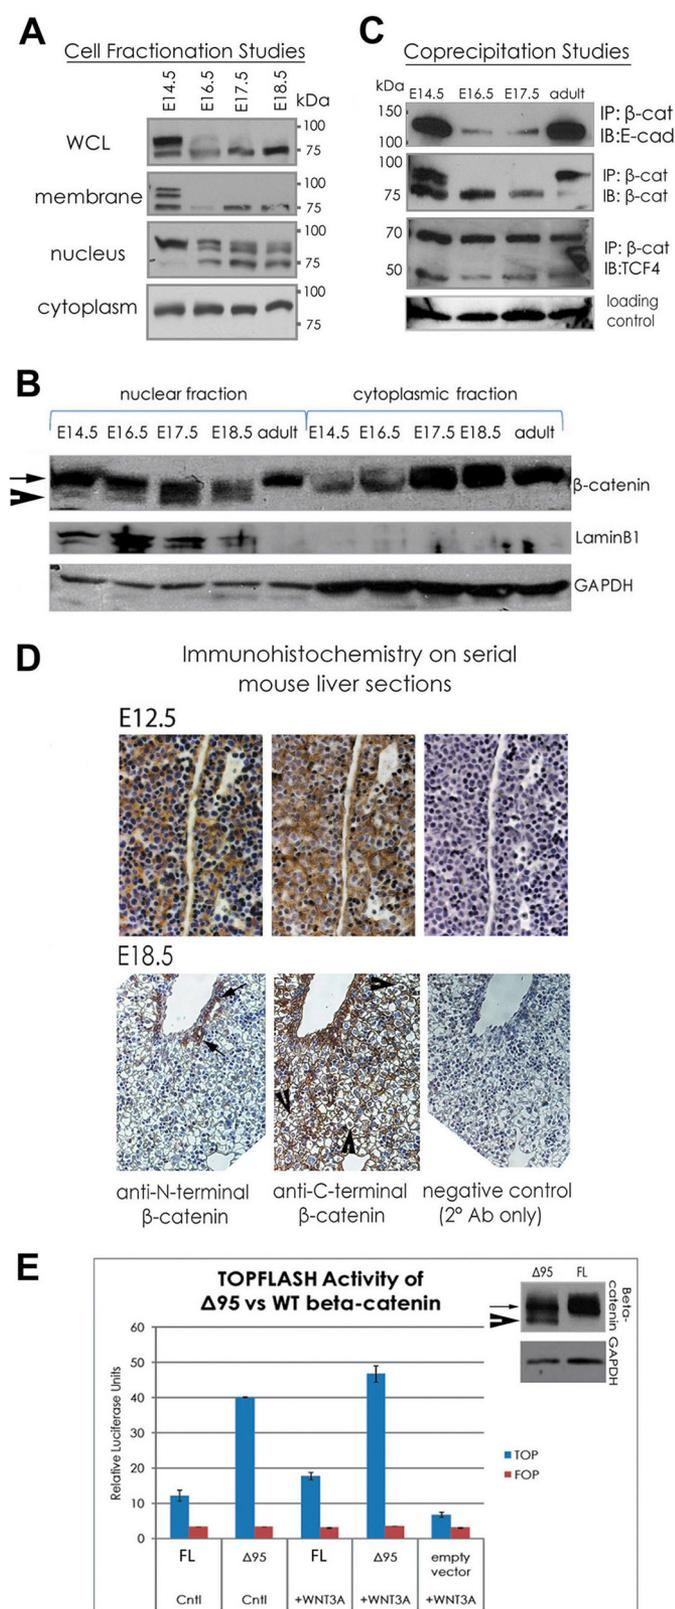 A
Cell Fractionation Studies
E14.5 E16.5 E17.5 E18.5 kDa
WCL
100
75
membrane
100
75
nucleus
100
75
cytoplasm
100
75
C
Coprecipitation Studies
kDa E14.5 E16.5 E17.5 adult
150
100
IP: β-cat
IB:E-cad
100
75
IP: β-cat
IB: β-cat
70
50
IP: β-cat
IB:TCF4
loading
control
B
nuclear fraction cytoplasmic fraction
E14.5 E16.5 E17.5 E18.5 adult E14.5 E16.5 E17.5 E18.5 adult
β-catenin
LaminB1
GAPDH
D
Immunohistochemistry on serial
mouse liver sections
E12.5
E18.5
anti-N-terminal
β-catenin
anti-C-terminal
β-catenin
negative control
(2° Ab only)
E
TOPFLASH Activity of
Δ95 vs WT beta-catenin
Δ95 FL
Beta-
catenin
GAPDH
Relative Luciferase Units
60
50
40
30
20
10
0
TOP
FOP
FL Δ95 FL Δ95 empty
vector
Cntl Cntl +WNT3A +WNT3A +WNT3A